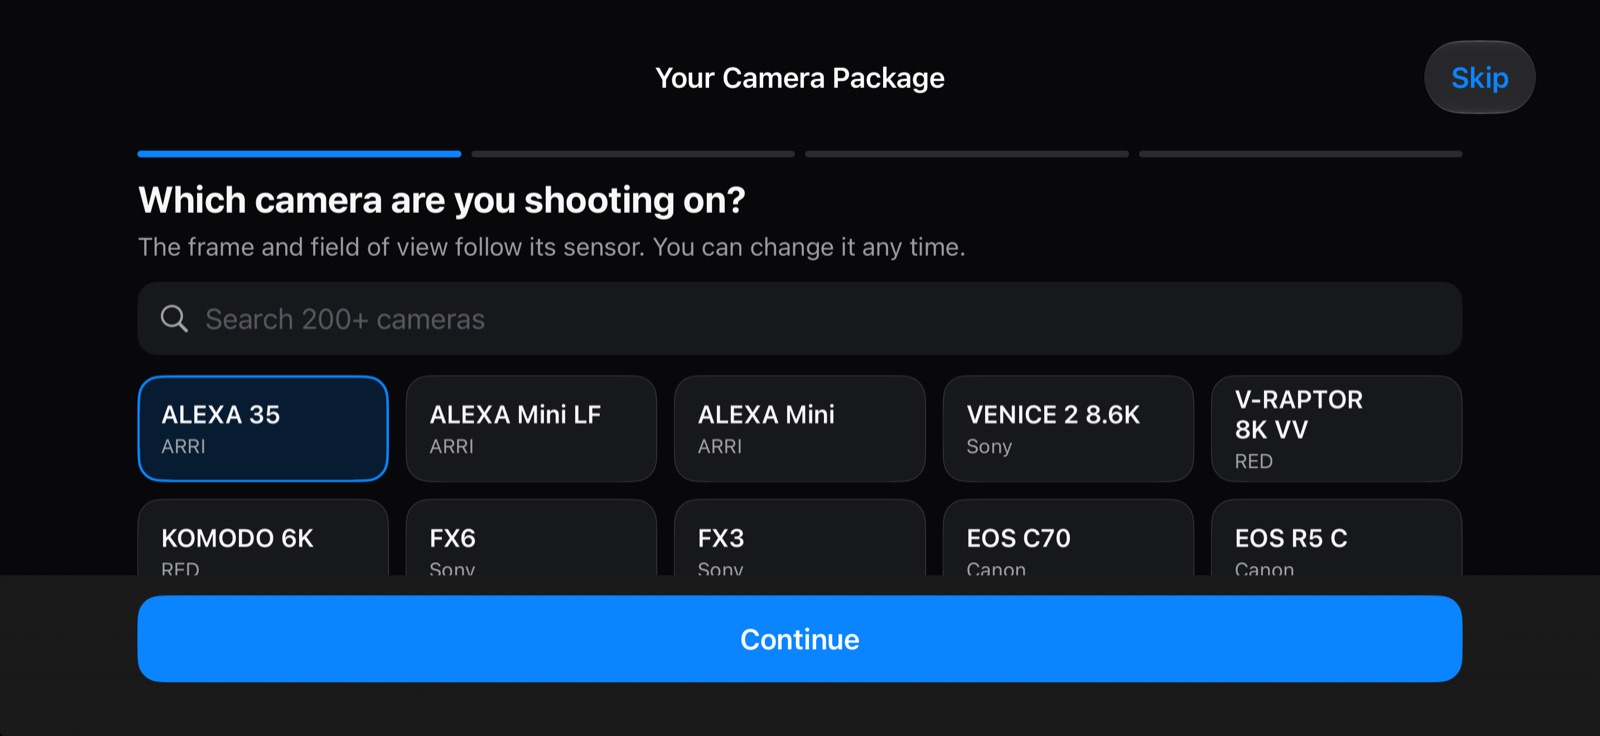 Your Camera Package
Skip
Which camera are you shooting on?
The frame and field of view follow its sensor. You can change it any time.
Search 200+ cameras
ALEXA 35
ARRI
ALEXA Mini LF
ARRI
ALEXA Mini
ARRI
VENICE 2 8.6K
Sony
V-RAPTOR
8K VV
RED
KOMODO 6K
RED
FX6
Sony
FX3
Sony
EOS C70
Canon
EOS R5 C
Canon
Continue